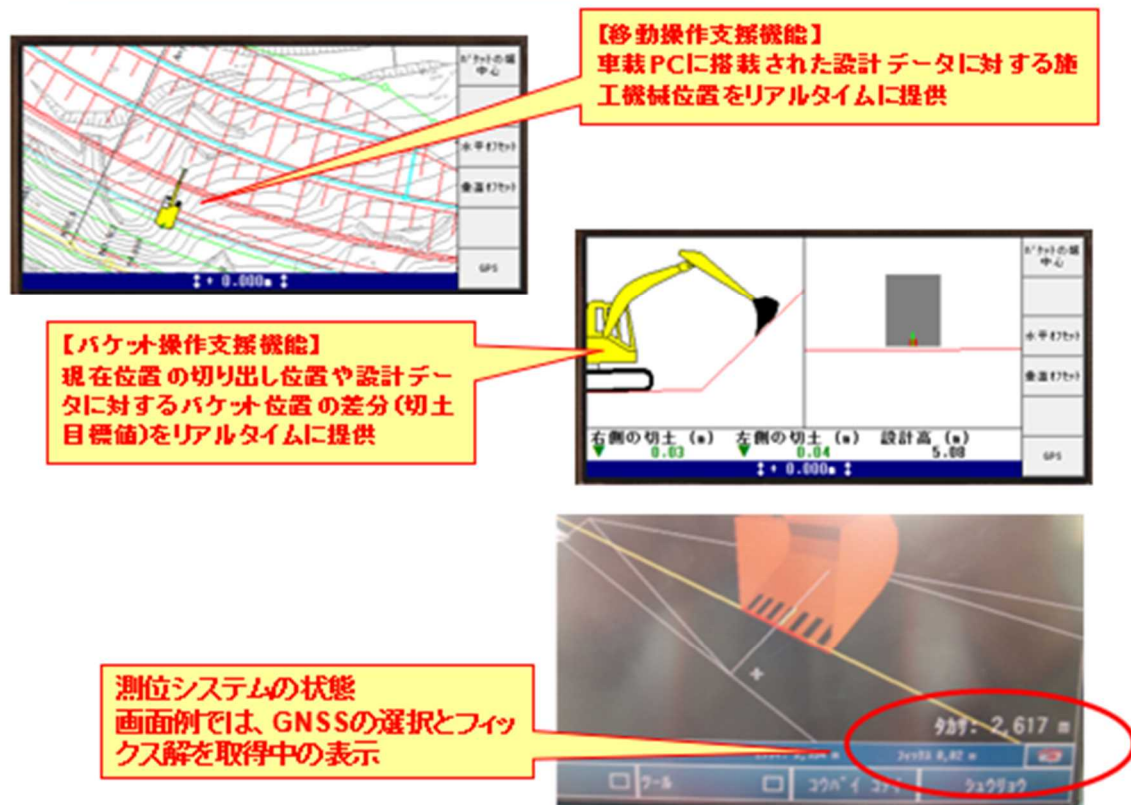 【移動操作支援機能】
車載PCに搭載された設計データに対する施
工機械位置をリアルタイムに提供
バケットの端
中心
水平オフセット
垂直オフセット
GPS
+ 0.000m
【バケット操作支援機能】
現在位置の切り出し位置や設計デー
タに対するバケット位置の差分(切土
目標値)をリアルタイムに提供
バケットの端
中心
水平オフセット
垂直オフセット
GPS
右側の切土 (m) 左側の切土 (m) 設計高 (m)
0.03 0.04 5.08
+ 0.000m
測位システムの状態
画面例では、GNSSの選択とフィッ
クス解を取得中の表示
タカサ: 2,617 m
フィックス 0,02 m
ツール
コウバイ
シュウリョウ